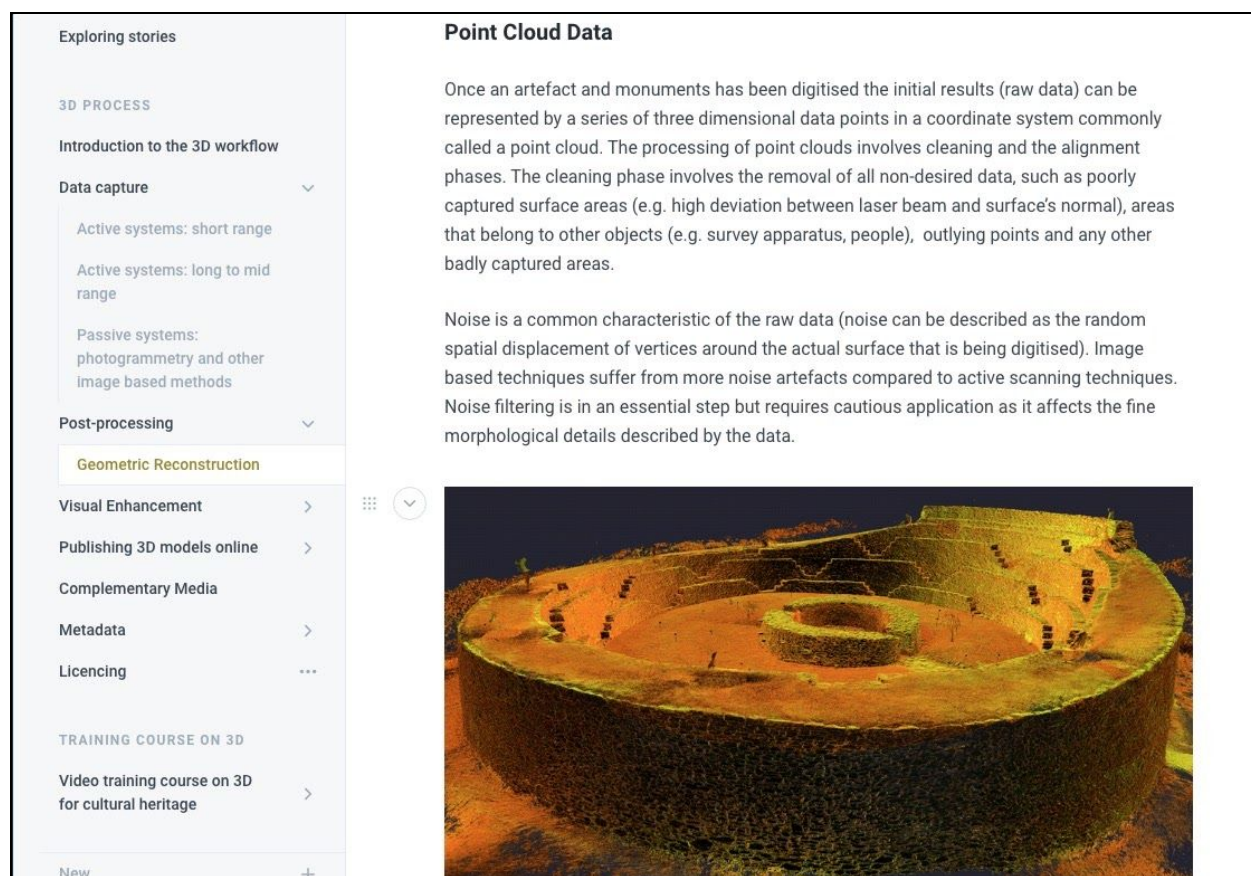 Exploring stories
3D PROCESS
Introduction to the 3D workflow
Data capture
Active systems: short range
Active systems: long to mid
range
Passive systems:
photogrammetry and other
image based methods
Post-processing
Geometric Reconstruction
Visual Enhancement
Publishing 3D models online
Complementary Media
Metadata
Licencing
TRAINING COURSE ON 3D
Video training course on 3D
for cultural heritage
New
Point Cloud Data
Once an artefact and monuments has been digitised the initial results (raw data) can be
represented by a series of three dimensional data points in a coordinate system commonly
called a point cloud. The processing of point clouds involves cleaning and the alignment
phases. The cleaning phase involves the removal of all non-desired data, such as poorly
captured surface areas (e.g. high deviation between laser beam and surface's normal), areas
that belong to other objects (e.g. survey apparatus, people),  outlying points and any other
badly captured areas.
Noise is a common characteristic of the raw data (noise can be described as the random
spatial displacement of vertices around the actual surface that is being digitised). Image
based techniques suffer from more noise artefacts compared to active scanning techniques.
Noise filtering is in an essential step but requires cautious application as it affects the fine
morphological details described by the data.